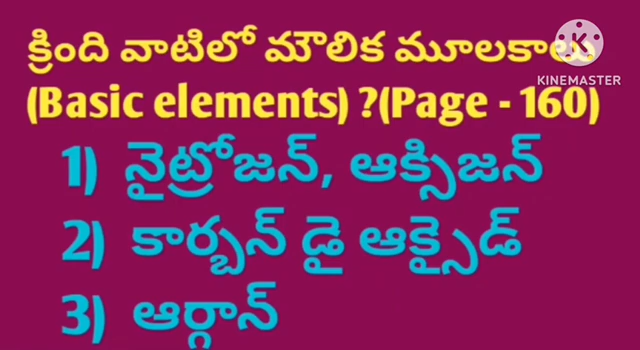 క్రింది వాటిలో మౌలిక మూలకాలు
KINEMASTER
(Basic elements) ?(Page - 160)
1) నైట్రోజన్, ఆక్సిజన్
2) కార్బన్ డై ఆక్సైడ్
3) ఆర్గాన్